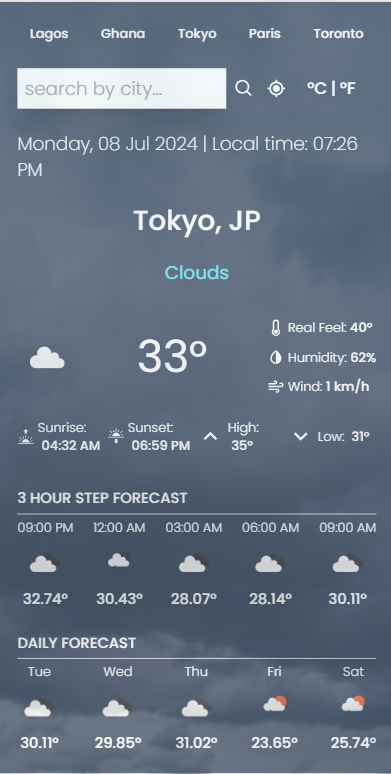 Lagos Ghana Tokyo Paris Toronto
search by city... °C | °F
Monday, 08 Jul 2024 | Local time: 07:26
PM
Tokyo, JP
Clouds
33°
Real Feel: 40°
Humidity: 62%
Wind: 1 km/h
Sunrise: Sunset: High: Low: 31°
04:32 AM 06:59 PM 35°
3 HOUR STEP FORECAST
09:00 PM 12:00 AM 03:00 AM 06:00 AM 09:00 AM
32.74° 30.43° 28.07° 28.14° 30.11°
DAILY FORECAST
Tue Wed Thu Fri Sat
30.11° 29.85° 31.02° 23.65° 25.74°